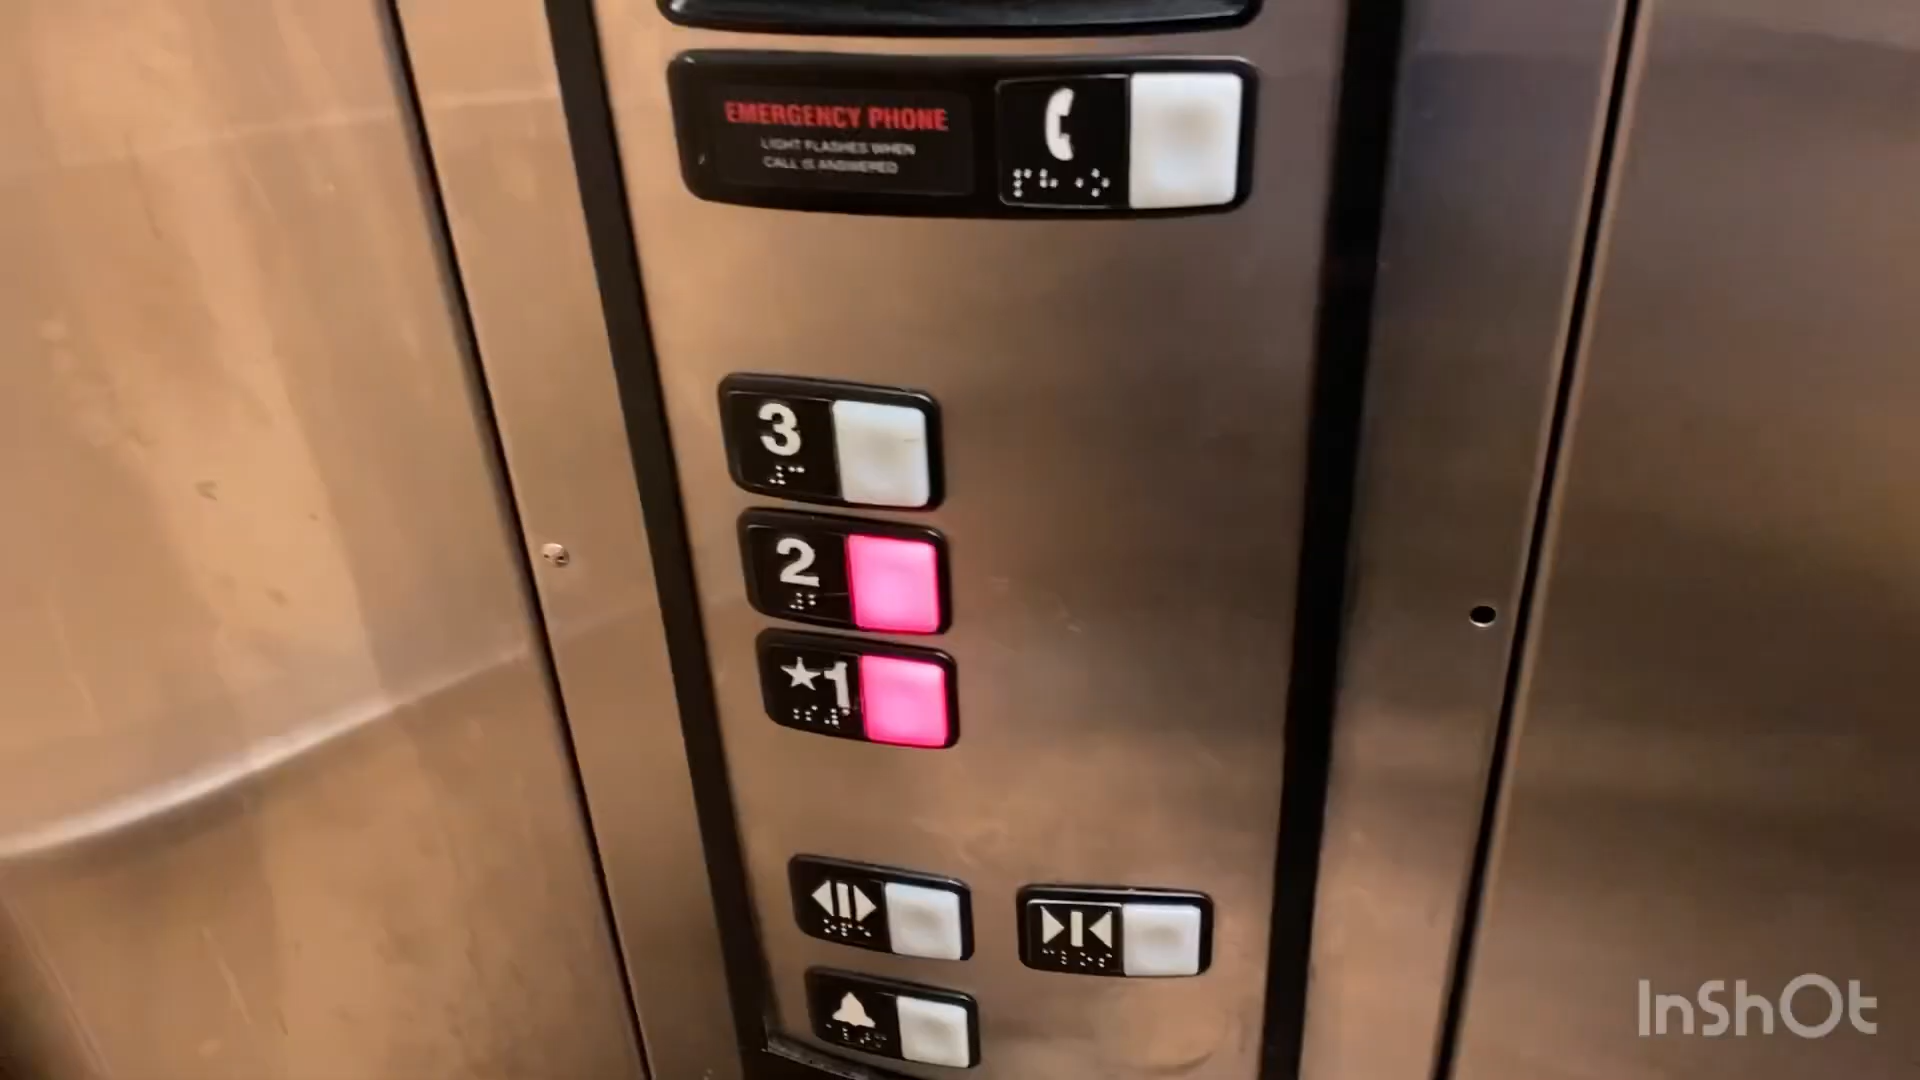 EMERGENCY PHONE
LIGHT FLASHES WHEN
CALL IS ANSWERED
3
2
★1
InShOt